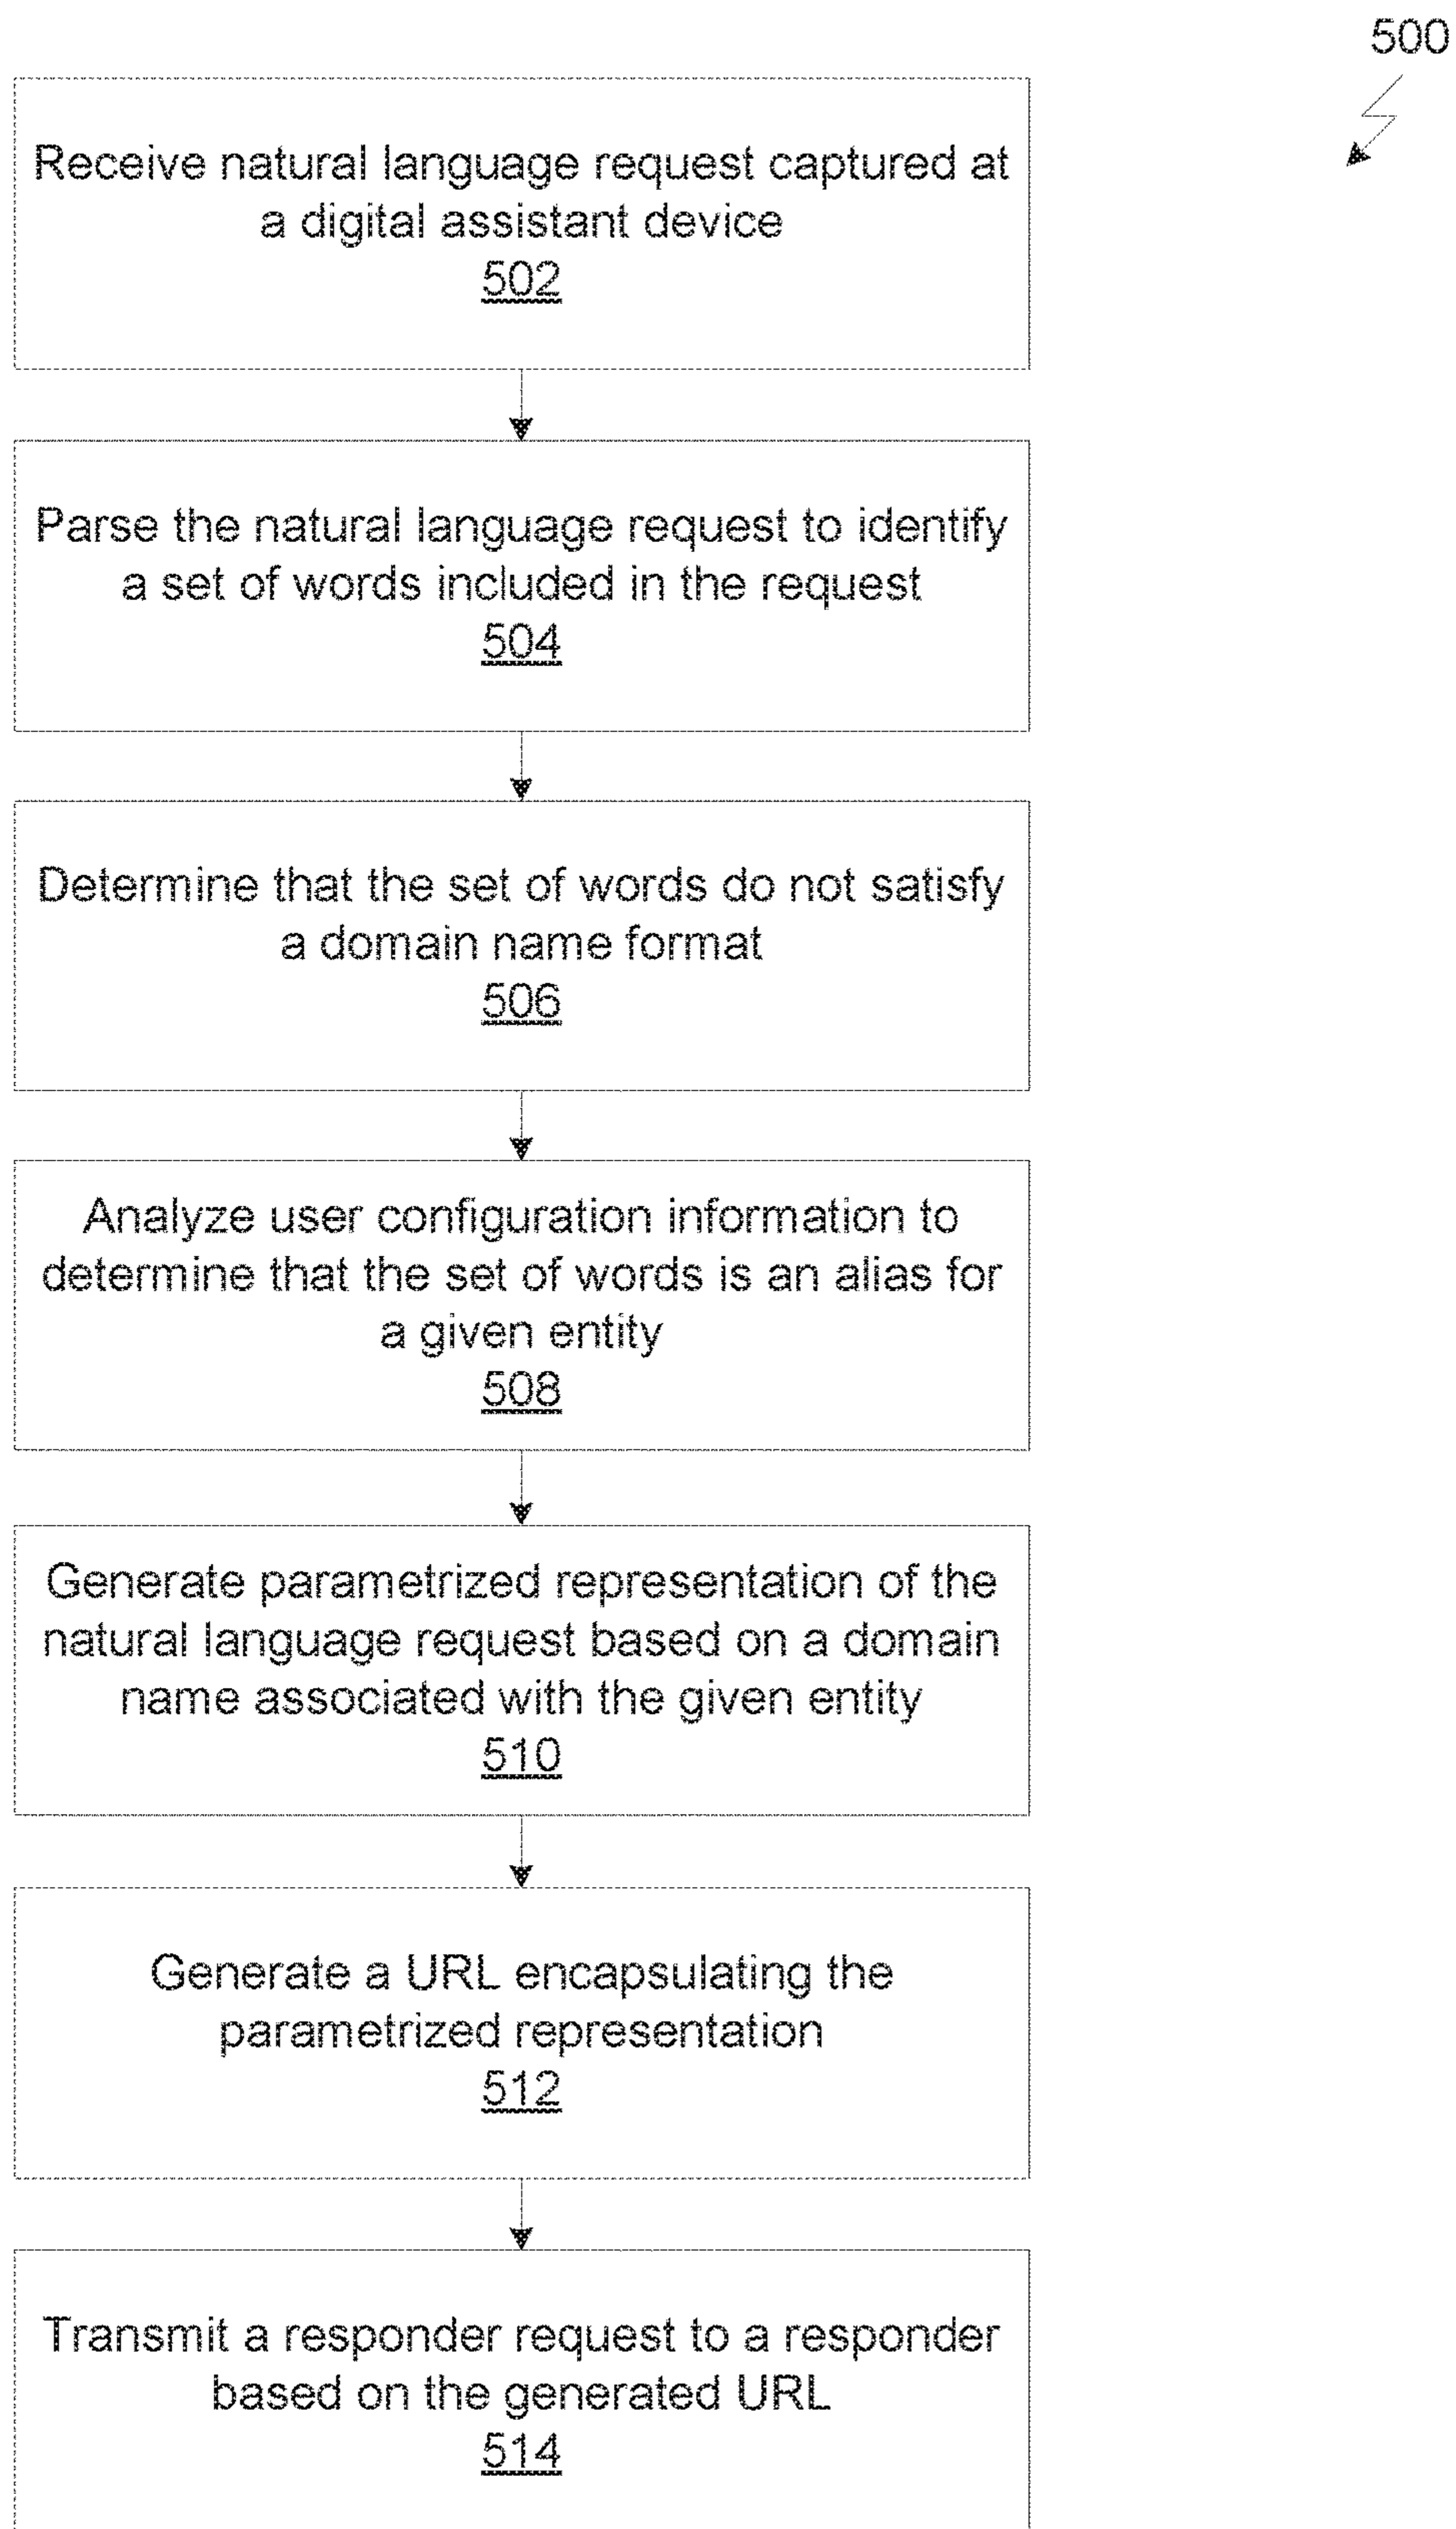 500
Receive natural language request captured at
a digital assistant device
502
Parse the natural language request to identify
a set of words included in the request
504
Determine that the set of words do not satisfy
a domain name format
506
Analyze user configuration information to
determine that the set of words is an alias for
a given entity
508
Generate parametrized representation of the
natural language request based on a domain
name associated with the given entity
510
Generate a URL encapsulating the
parametrized representation
512
Transmit a responder request to a responder
based on the generated URL
514